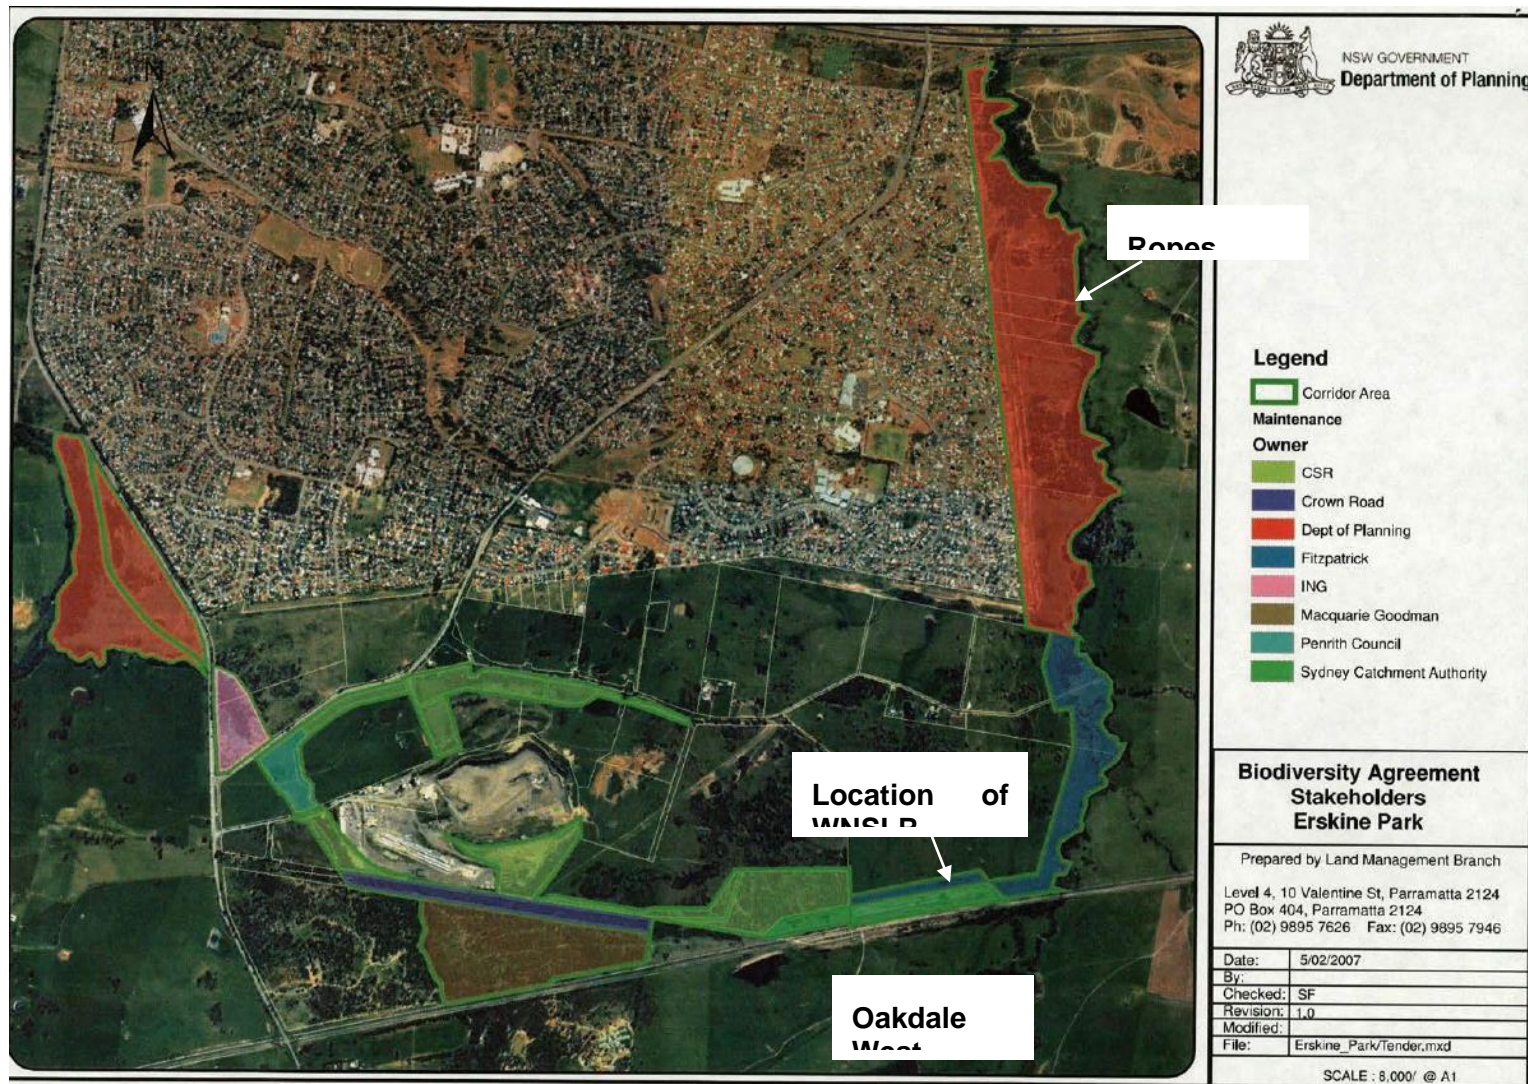 N
NSW GOVERNMENT
Department of Planning
Ropes
Legend
Corridor Area
Maintenance
Owner
CSR
Crown Road
Dept of Planning
Fitzpatrick
ING
Macquarie Goodman
Penrith Council
Sydney Catchment Authority
Location of
WNSLR
Oakdale
West
Biodiversity Agreement
Stakeholders
Erskine Park
Prepared by Land Management Branch
Level 4, 10 Valentine St, Parramatta 2124
PO Box 404, Parramatta 2124
Ph: (02) 9895 7626 Fax: (02) 9895 7946
Date: 5/02/2007
By:
Checked: SF
Revision: 1.0
Modified:
File: Erskine_Park/Tender.mxd
SCALE : 8,000/ @ A1